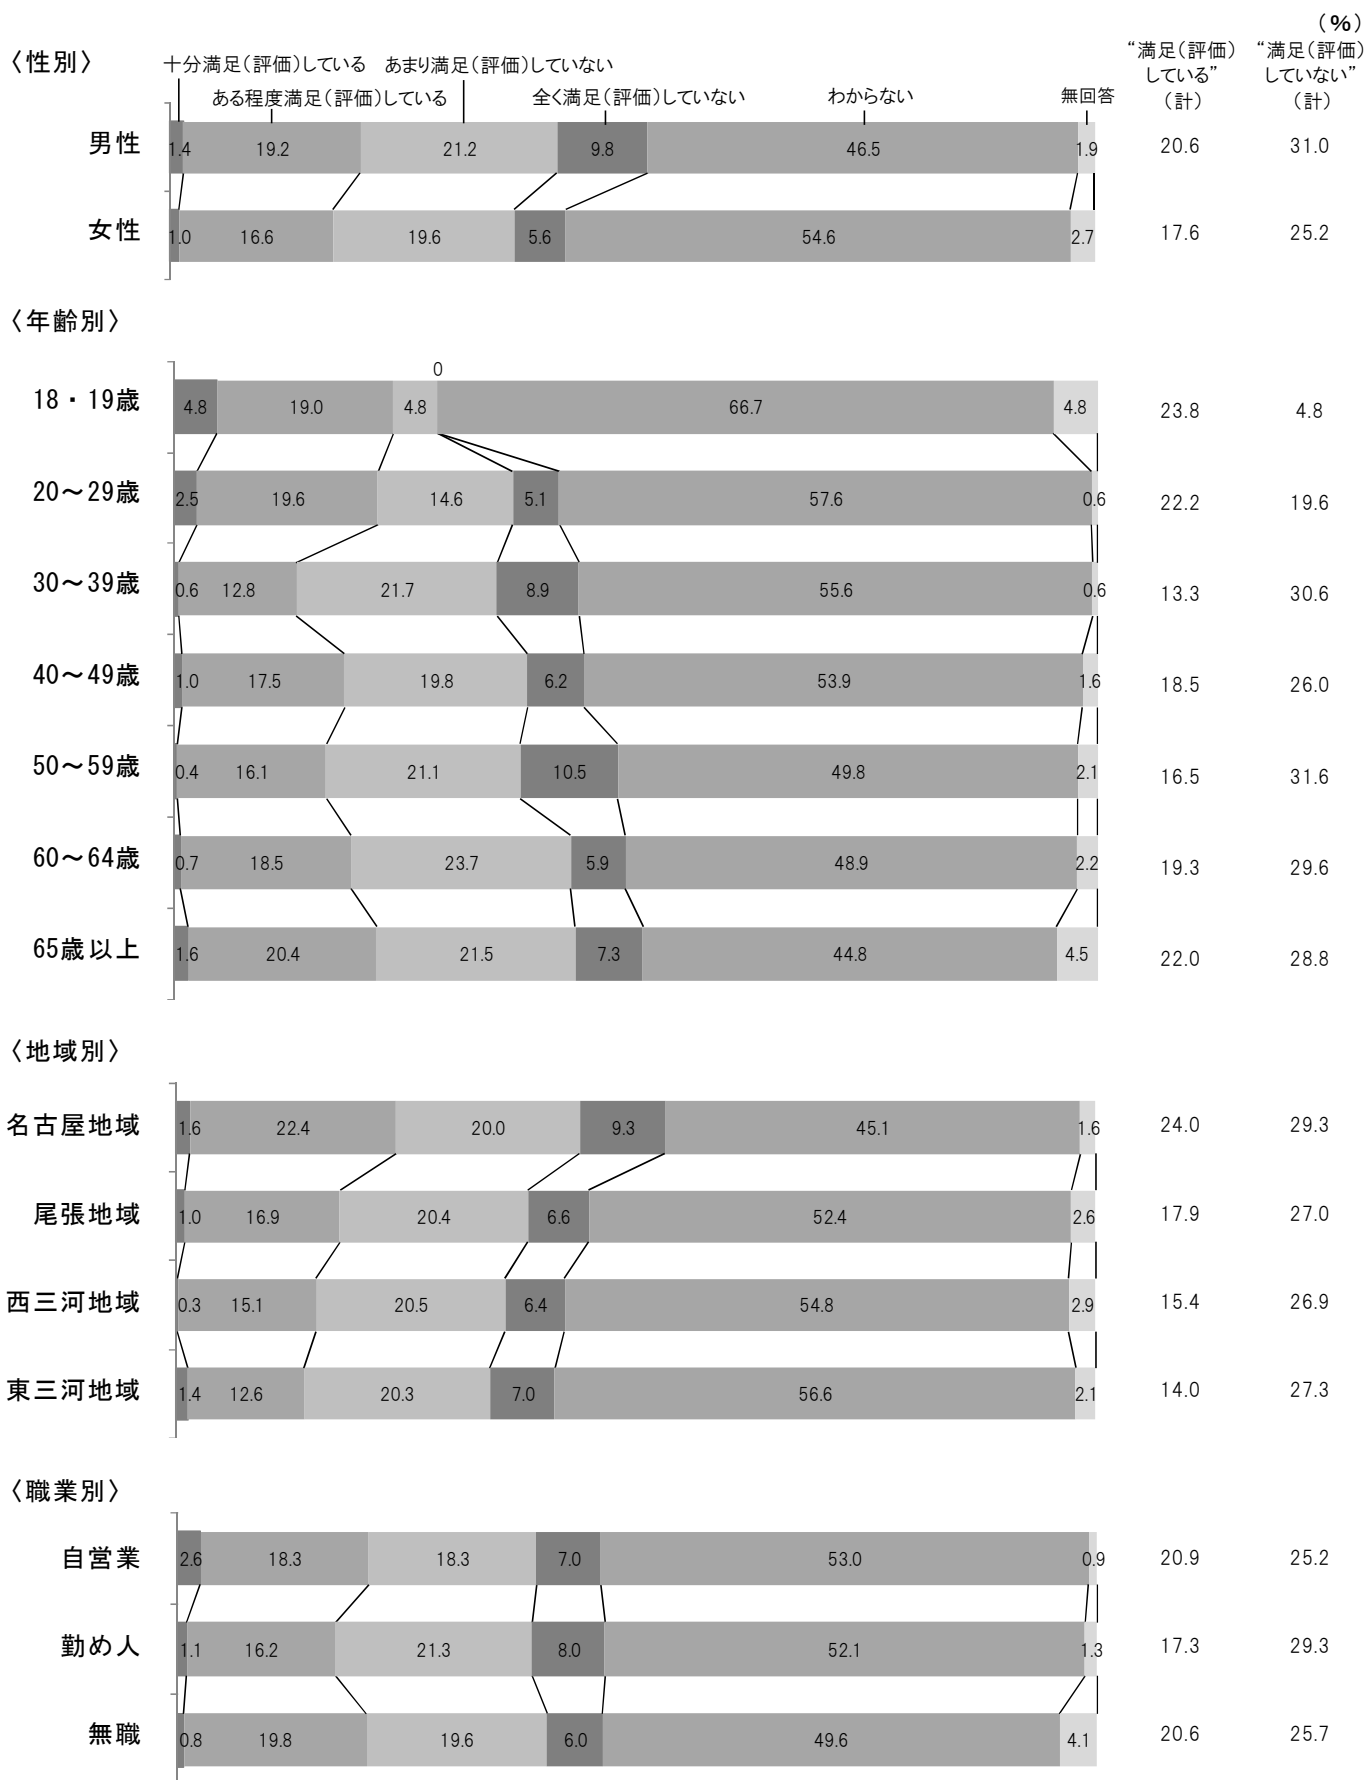 （％）
〈性別〉
十分満足（評価）している あまり満足（評価）していない “満足（評価）している”（計） “満足（評価）していない”（計）
ある程度満足（評価）している 全く満足（評価）していない わからない 無回答
男性 1.4 19.2 21.2 9.8 46.5 1.9 20.6 31.0
女性 1.0 16.6 19.6 5.6 54.6 2.7 17.6 25.2
〈年齢別〉
0
18・19歳 4.8 19.0 4.8 66.7 4.8 23.8 4.8
20～29歳 2.5 19.6 14.6 5.1 57.6 0.6 22.2 19.6
30～39歳 0.6 12.8 21.7 8.9 55.6 0.6 13.3 30.6
40～49歳 1.0 17.5 19.8 6.2 53.9 1.6 18.5 26.0
50～59歳 0.4 16.1 21.1 10.5 49.8 2.1 16.5 31.6
60～64歳 0.7 18.5 23.7 5.9 48.9 2.2 19.3 29.6
65歳以上 1.6 20.4 21.5 7.3 44.8 4.5 22.0 28.8
〈地域別〉
名古屋地域 1.6 22.4 20.0 9.3 45.1 1.6 24.0 29.3
尾張地域 1.0 16.9 20.4 6.6 52.4 2.6 17.9 27.0
西三河地域 0.3 15.1 20.5 6.4 54.8 2.9 15.4 26.9
東三河地域 1.4 12.6 20.3 7.0 56.6 2.1 14.0 27.3
〈職業別〉
自営業 2.6 18.3 18.3 7.0 53.0 0.9 20.9 25.2
勤め人 1.1 16.2 21.3 8.0 52.1 1.3 17.3 29.3
無職 0.8 19.8 19.6 6.0 49.6 4.1 20.6 25.7